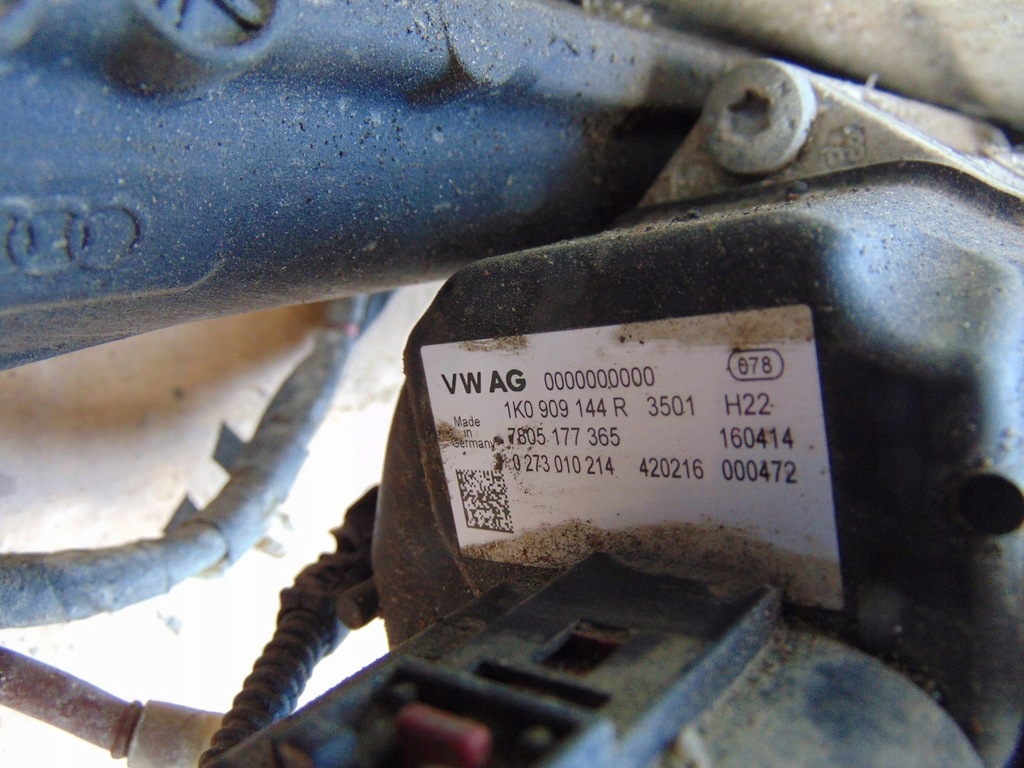 VW AG 0000000000 078
1K0 909 144 R 3501 H22
Made in Germany
7805 177 365 160414
0 273 010 214 420216 000472